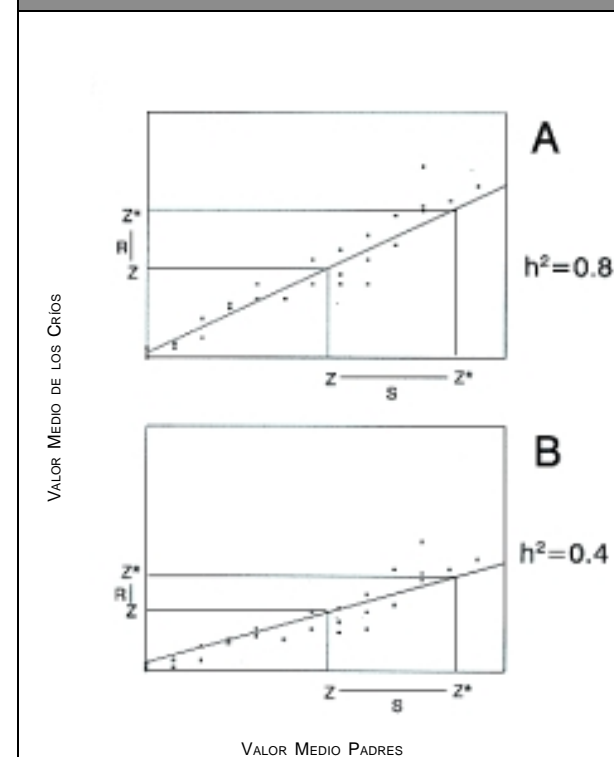 A
Z*
R
Z
h²=0.8
Z Z*
S
VALOR MEDIO DE LOS CRÍOS
B
h²=0.4
Z*
R
Z
Z Z*
S
VALOR MEDIO PADRES